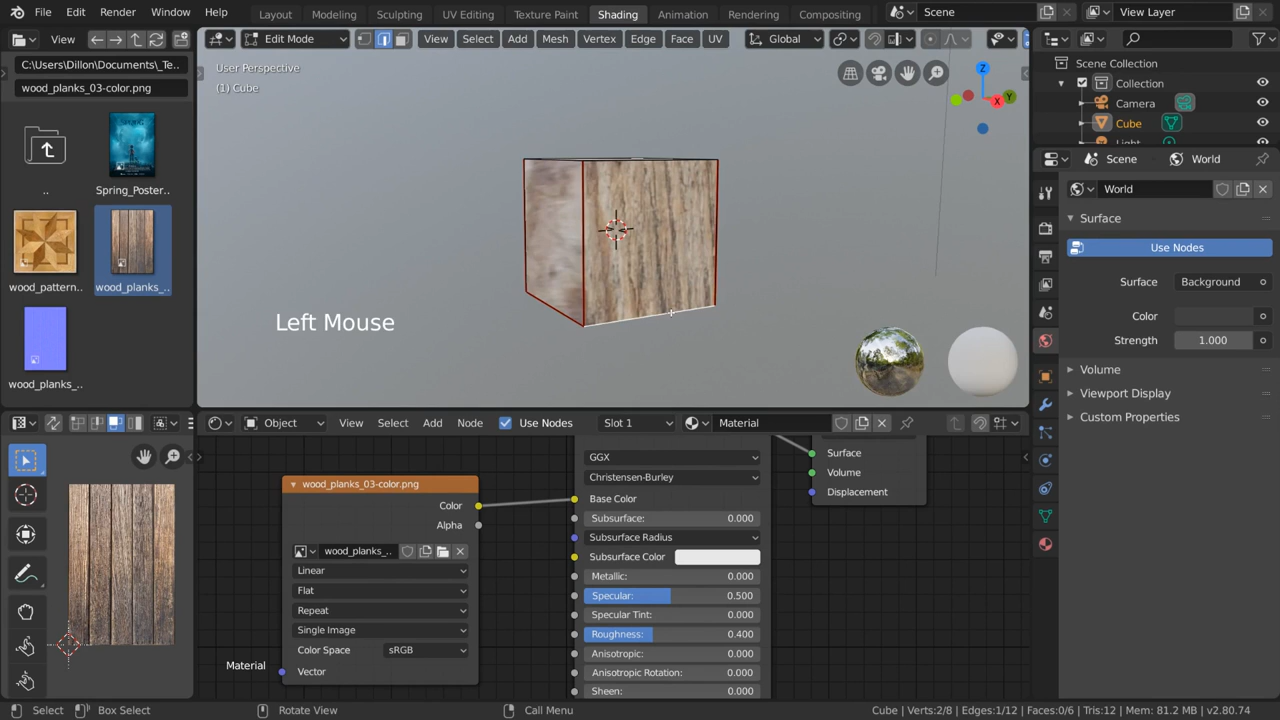 File Edit Render Window Help
Layout Modeling Sculpting UV Editing Texture Paint Shading Animation Rendering Compositing
Scene
View Layer
View
C:\Users\Dillon\Documents\_Te..
wood_planks_03-color.png
..
Spring_Poster..
wood_pattern..
wood_planks_..
wood_planks_..
Edit Mode
View Select Add Mesh Vertex Edge Face UV
Global
User Perspective
(1) Cube
Z
X
Y
Left Mouse
Scene Collection
Collection
Camera
Cube
Light
Scene
World
World
Surface
Use Nodes
Surface Background
Color
Strength 1.000
Volume
Viewport Display
Custom Properties
Object
View Select Add Node
Use Nodes
Slot 1
Material
wood_planks_03-color.png
Color
Alpha
wood_planks_..
Linear
Flat
Repeat
Single Image
Color Space sRGB
Vector
Material
GGX
Christensen-Burley
Base Color
Subsurface: 0.000
Subsurface Radius
Subsurface Color
Metallic: 0.000
Specular: 0.500
Specular Tint: 0.000
Roughness: 0.400
Anisotropic: 0.000
Anisotropic Rotation: 0.000
Sheen: 0.000
Surface
Volume
Displacement
Select
Box Select
Rotate View
Call Menu
Cube | Verts:2/8 | Edges:1/12 | Faces:0/6 | Tris:12 | Mem: 81.2 MB | v2.80.74